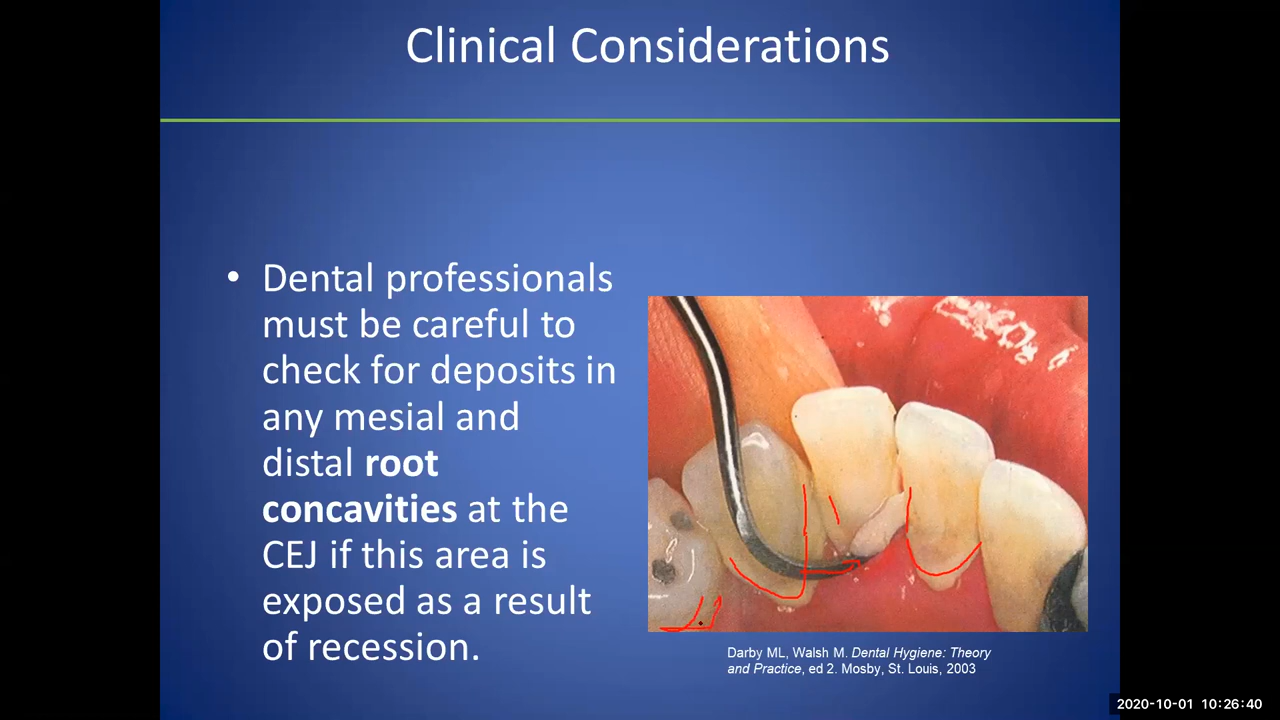 Clinical Considerations
• Dental professionals
must be careful to
check for deposits in
any mesial and
distal root
concavities at the
CEJ if this area is
exposed as a result
of recession.
Darby ML, Walsh M. Dental Hygiene: Theory
and Practice, ed 2. Mosby, St. Louis, 2003
2020-10-01 10:26:40